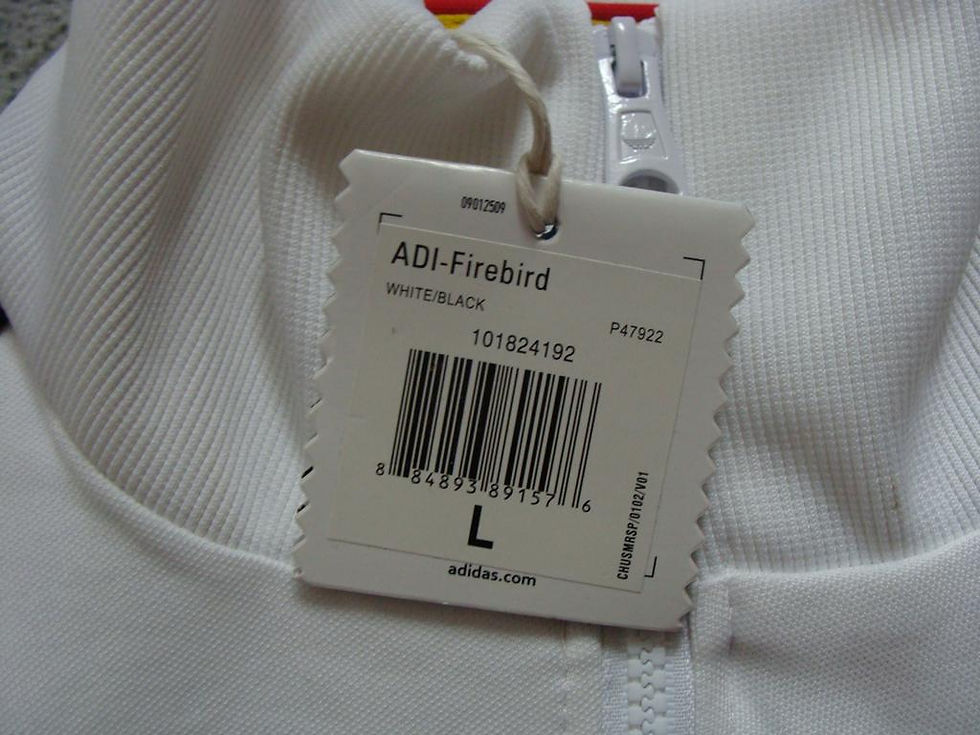 09012509
ADI-Firebird
WHITE/BLACK
P47922
101824192
8 84893 89157 6
L
CHUSMRSP/0102/V01
adidas.com